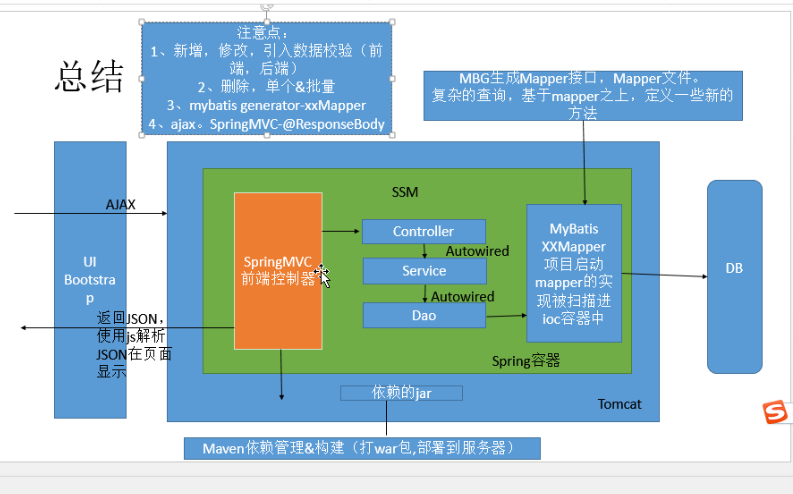 总结
注意点：
1、新增，修改，引入数据校验（前
端，后端）
2、删除，单个&批量
3、mybatis generator-xxMapper
4、ajax。SpringMVC-@ResponseBody
MBG生成Mapper接口，Mapper文件。
复杂的查询，基于mapper之上，定义一些新的
方法
AJAX
UI
Bootstra
p
返回JSON，
使用js解析
JSON在页面
显示
SSM
SpringMVC
前端控制器
Controller
Autowired
Service
Autowired
Dao
MyBatis
XXMapper
项目启动
mapper的实
现被扫描进
ioc容器中
DB
Spring容器
依赖的jar
Tomcat
Maven依赖管理&构建（打war包,部署到服务器）
S